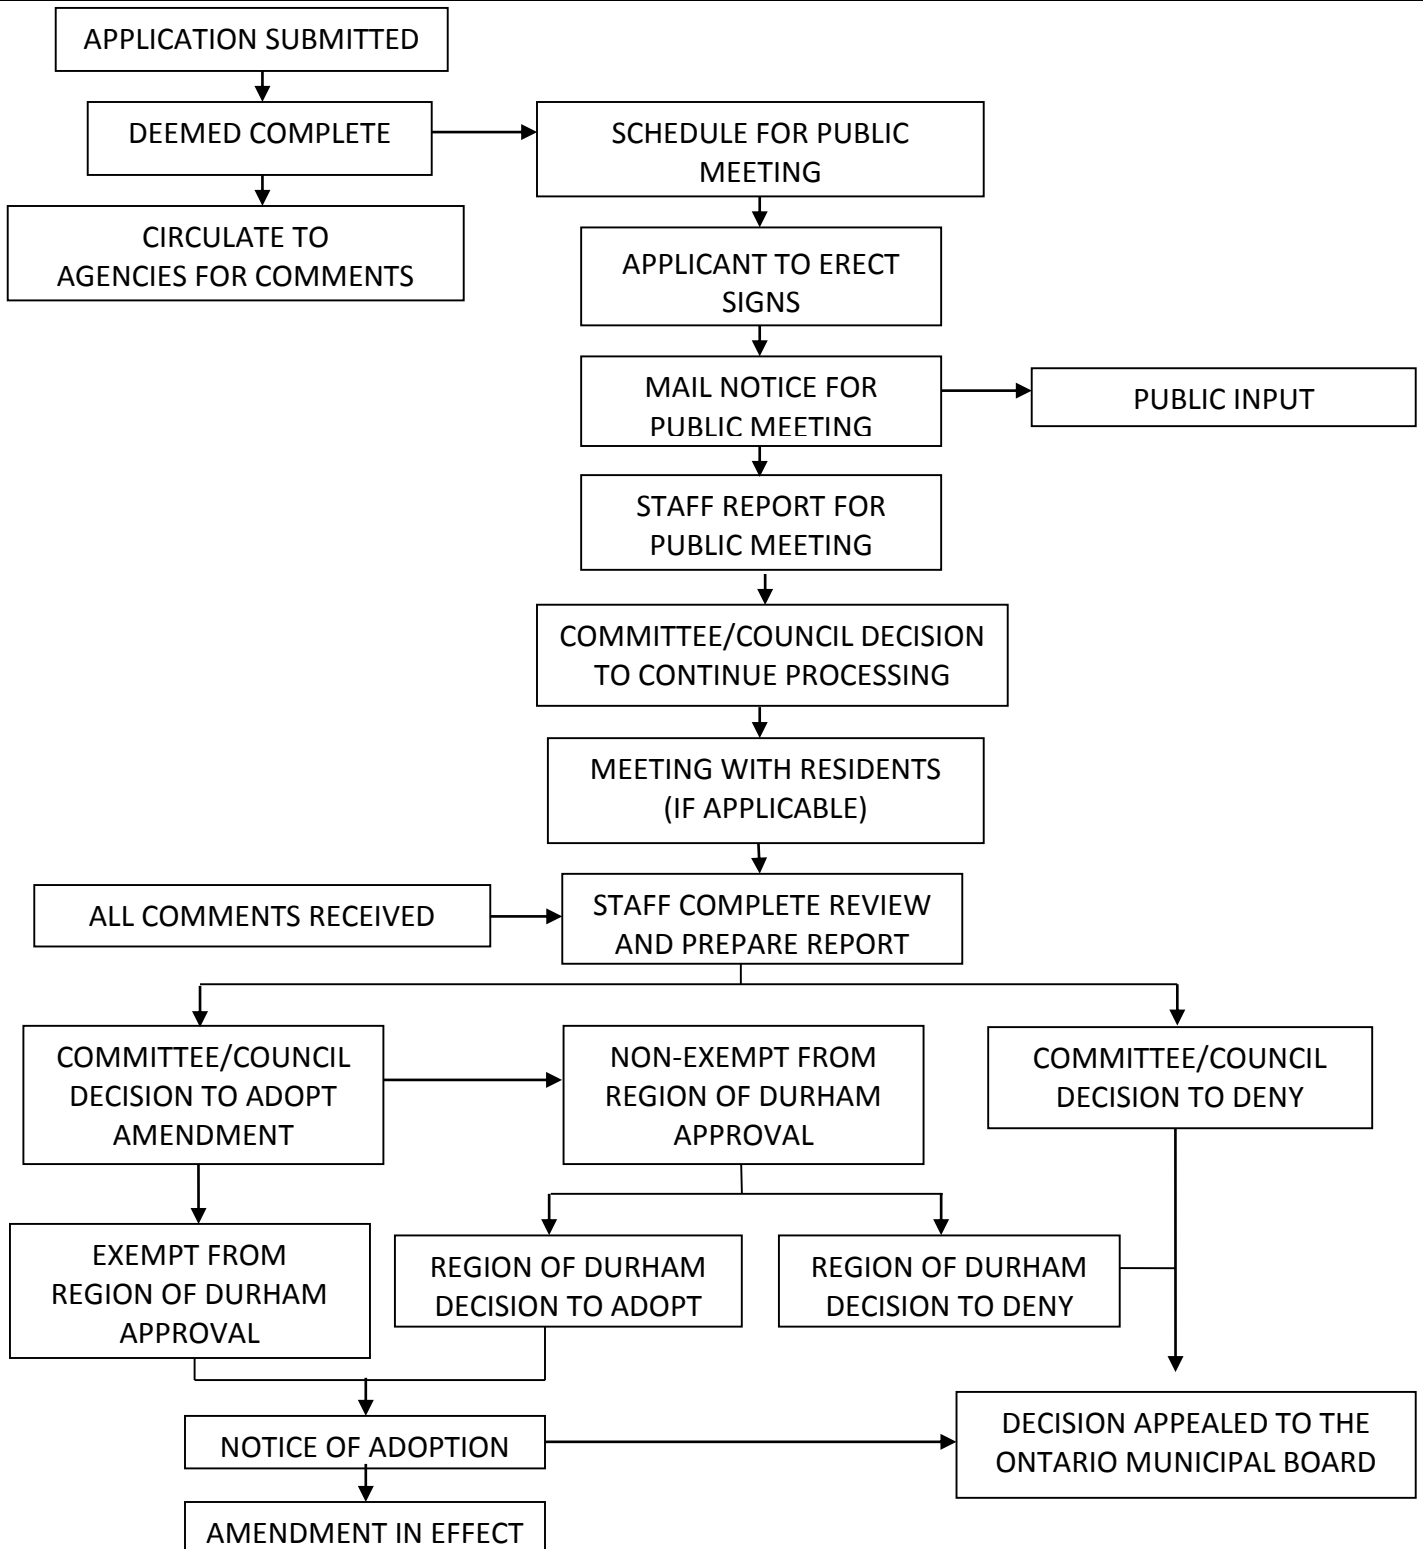 APPLICATION SUBMITTED
DEEMED COMPLETE
SCHEDULE FOR PUBLIC
MEETING
CIRCULATE TO
AGENCIES FOR COMMENTS
APPLICANT TO ERECT
SIGNS
MAIL NOTICE FOR
PUBLIC MEETING
PUBLIC INPUT
STAFF REPORT FOR
PUBLIC MEETING
COMMITTEE/COUNCIL DECISION
TO CONTINUE PROCESSING
MEETING WITH RESIDENTS
(IF APPLICABLE)
ALL COMMENTS RECEIVED
STAFF COMPLETE REVIEW
AND PREPARE REPORT
COMMITTEE/COUNCIL
DECISION TO ADOPT
AMENDMENT
NON-EXEMPT FROM
REGION OF DURHAM
APPROVAL
COMMITTEE/COUNCIL
DECISION TO DENY
EXEMPT FROM
REGION OF DURHAM
APPROVAL
REGION OF DURHAM
DECISION TO ADOPT
REGION OF DURHAM
DECISION TO DENY
NOTICE OF ADOPTION
DECISION APPEALED TO THE
ONTARIO MUNICIPAL BOARD
AMENDMENT IN EFFECT